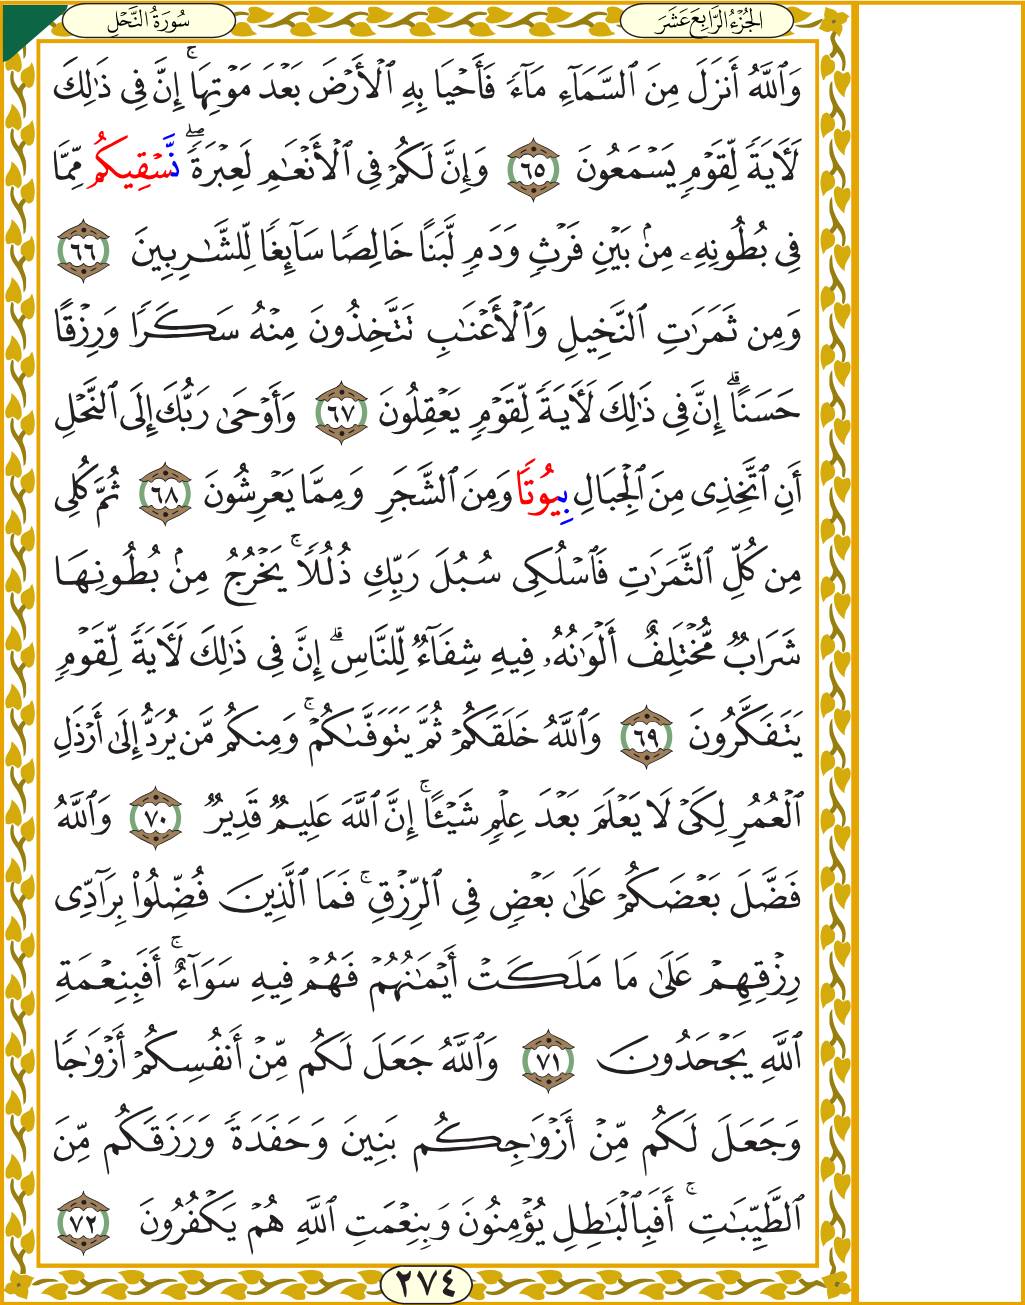 الجُزْءُ الرَّابِعَ عَشَرَ
سُورَةُ النَّحْلِ
وَٱللَّهُ أَنزَلَ مِنَ ٱلسَّمَآءِ مَآءً فَأَحْيَا بِهِ ٱلْأَرْضَ بَعْدَ مَوْتِهَآۚ إِنَّ فِى ذَٰلِكَ
لَـَٔايَةً لِّقَوْمٍ يَسْمَعُونَ ٦٥ وَإِنَّ لَكُمْ فِى ٱلْأَنْعَـٰمِ لَعِبْرَةًۖ نَّسْقِيكُم مِّمَّا
فِى بُطُونِهِۦ مِنۢ بَيْنِ فَرْثٍ وَدَمٍ لَّبَنًا خَالِصًا سَآئِغًا لِّلشَّـٰرِبِينَ ٦٦
وَمِن ثَمَرَٰتِ ٱلنَّخِيلِ وَٱلْأَعْنَـٰبِ تَتَّخِذُونَ مِنْهُ سَكَرًا وَرِزْقًا
حَسَنًاۗ إِنَّ فِى ذَٰلِكَ لَـَٔايَةً لِّقَوْمٍ يَعْقِلُونَ ٦٧ وَأَوْحَىٰ رَبُّكَ إِلَى ٱلنَّحْلِ
أَنِ ٱتَّخِذِى مِنَ ٱلْجِبَالِ بِيُوتًا وَمِنَ ٱلشَّجَرِ وَمِمَّا يَعْرِشُونَ ٦٨ ثُمَّ كُلِى
مِن كُلِّ ٱلثَّمَرَٰتِ فَٱسْلُكِى سُبُلَ رَبِّكِ ذُلُلًاۚ يَخْرُجُ مِنۢ بُطُونِهَا
شَرَابٌ مُّخْتَلِفٌ أَلْوَٰنُهُۥ فِيهِ شِفَآءٌ لِّلنَّاسِۗ إِنَّ فِى ذَٰلِكَ لَـَٔايَةً لِّقَوْمٍ
يَتَفَكَّرُونَ ٦٩ وَٱللَّهُ خَلَقَكُمْ ثُمَّ يَتَوَفَّىٰكُمْۚ وَمِنكُم مَّن يُرَدُّ إِلَىٰٓ أَرْذَلِ
ٱلْعُمُرِ لِكَىْ لَا يَعْلَمَ بَعْدَ عِلْمٍ شَيْـًٔاۚ إِنَّ ٱللَّهَ عَلِيمٌ قَدِيرٌ ٧٠ وَٱللَّهُ
فَضَّلَ بَعْضَكُمْ عَلَىٰ بَعْضٍ فِى ٱلرِّزْقِۚ فَمَا ٱلَّذِينَ فُضِّلُوا۟ بِرَآدِّى
رِزْقِهِمْ عَلَىٰ مَا مَلَكَتْ أَيْمَـٰنُهُمْ فَهُمْ فِيهِ سَوَآءٌۚ أَفَبِنِعْمَةِ
ٱللَّهِ يَجْحَدُونَ ٧١ وَٱللَّهُ جَعَلَ لَكُم مِّنْ أَنفُسِكُمْ أَزْوَٰجًا
وَجَعَلَ لَكُم مِّنْ أَزْوَٰجِكُم بَنِينَ وَحَفَدَةً وَرَزَقَكُم مِّنَ
ٱلطَّيِّبَـٰتِۚ أَفَبِٱلْبَـٰطِلِ يُؤْمِنُونَ وَبِنِعْمَتِ ٱللَّهِ هُمْ يَكْفُرُونَ ٧٢
٢٧٤